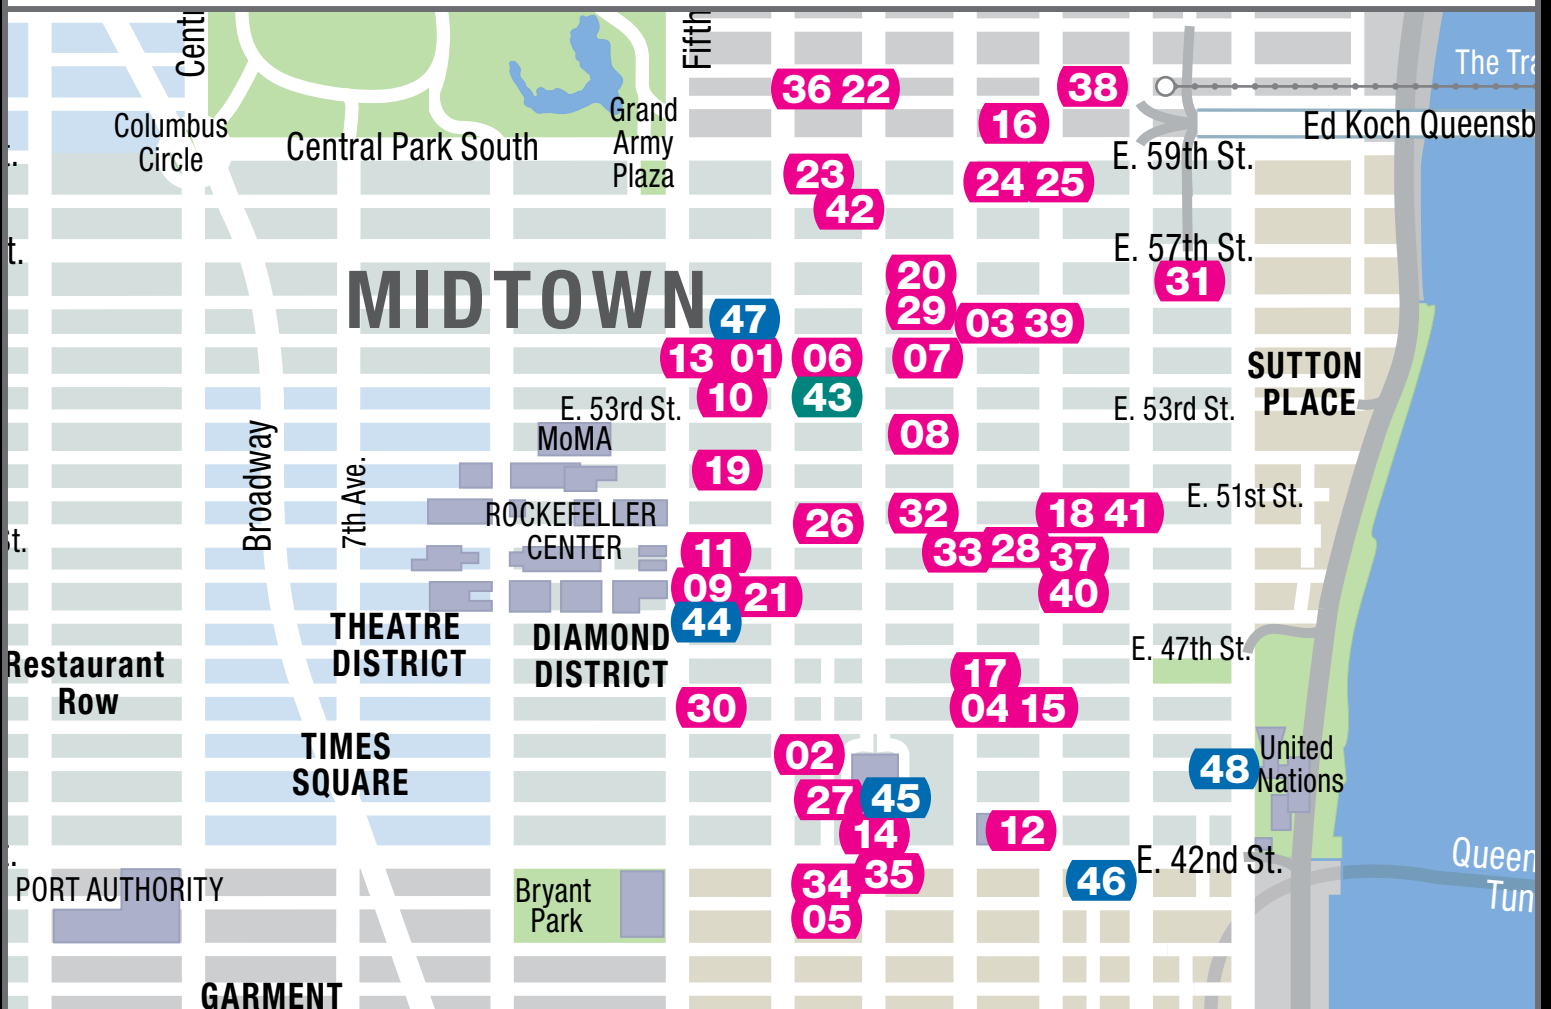 Centr
Fifth
36 22
38
The Tra
Grand
Army
Plaza
Columbus
Circle
Central Park South
16
Ed Koch Queensb
E. 59th St.
23
24 25
42
t.
E. 57th St.
MIDTOWN
20
31
47
29
03 39
13 01
06
07
SUTTON
PLACE
10
43
E. 53rd St.
E. 53rd St.
MoMA
08
Broadway
7th Ave.
19
E. 51st St.
ROCKEFELLER
CENTER
26
32
18 41
St.
11
33 28 37
09
21
40
44
THEATRE
DISTRICT
DIAMOND
DISTRICT
E. 47th St.
Restaurant
Row
17
04 15
30
TIMES
SQUARE
02
48
United
Nations
27
45
14
12
E. 42nd St.
Queen
Tun
PORT AUTHORITY
Bryant
Park
34
35
46
05
GARMENT